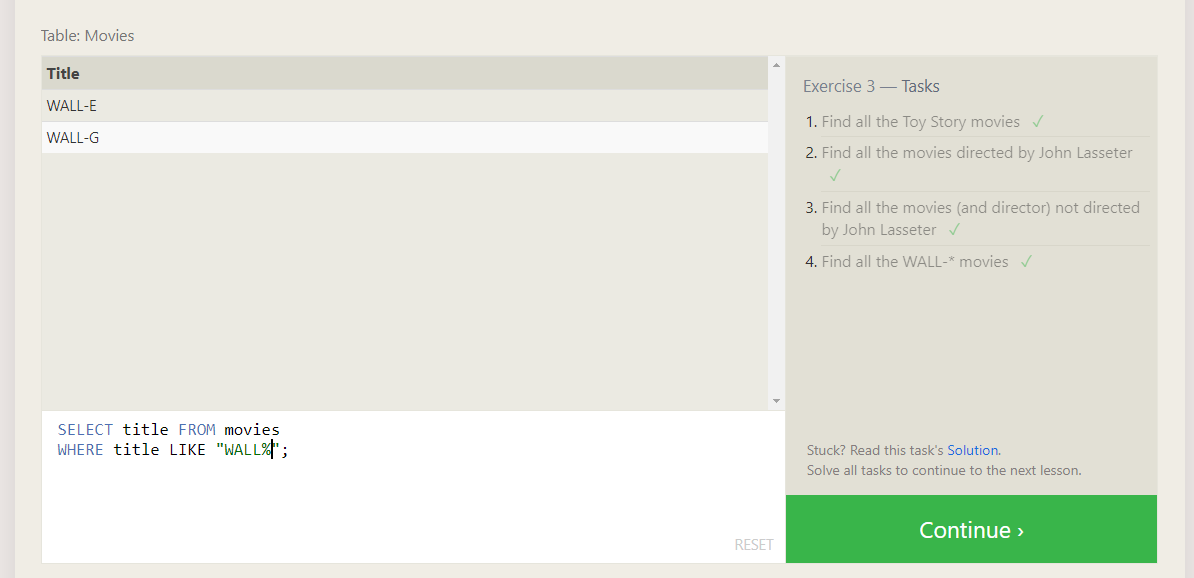 Table: Movies
Title
WALL-E
WALL-G
SELECT title FROM movies
WHERE title LIKE "WALL%";
RESET
Exercise 3 — Tasks
1. Find all the Toy Story movies ✓
2. Find all the movies directed by John Lasseter
✓
3. Find all the movies (and director) not directed
by John Lasseter ✓
4. Find all the WALL-* movies ✓
Stuck? Read this task's Solution.
Solve all tasks to continue to the next lesson.
Continue ›